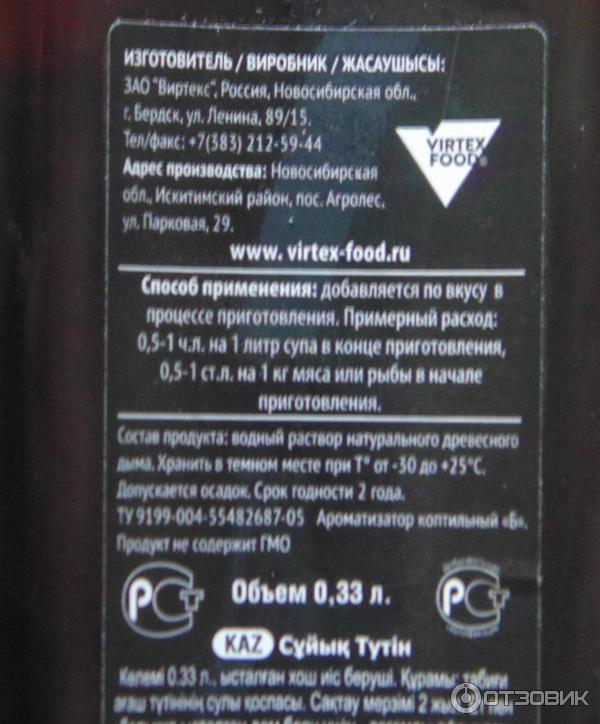 ИЗГОТОВИТЕЛЬ / ВИРОБНИК / ЖАСАУШЫСЫ:
ЗАО "Виртекс", Россия, Новосибирская обл.,
г. Бердск, ул. Ленина, 89/15.
Тел/факс: +7(383) 212-59-44
VIRTEX
FOOD®
Адрес производства: Новосибирская
обл., Искитимский район, пос. Агролес,
ул. Парковая, 29.
www. virtex-food.ru
Способ применения: добавляется по вкусу в
процессе приготовления. Примерный расход:
0,5-1 ч.л. на 1 литр супа в конце приготовления,
0,5-1 ст.л. на 1 кг мяса или рыбы в начале
приготовления.
Состав продукта: водный раствор натурального древесного
дыма. Хранить в темном месте при Т° от -30 до +25°С.
Допускается осадок. Срок годности 2 года.
ТУ 9199-004-55482687-05 Ароматизатор коптильный «Б».
Продукт не содержит ГМО
РСТ
Объем 0,33 л.
РСТ
KAZ Сұйық Түтін
Көлемі 0.33 л., ысталған хош иіс беруші. Құрамы: табиғи
ағаш түтінінің сулы қоспасы. Сақтау мерзімі 2 жыл.
ОТЗОВИК